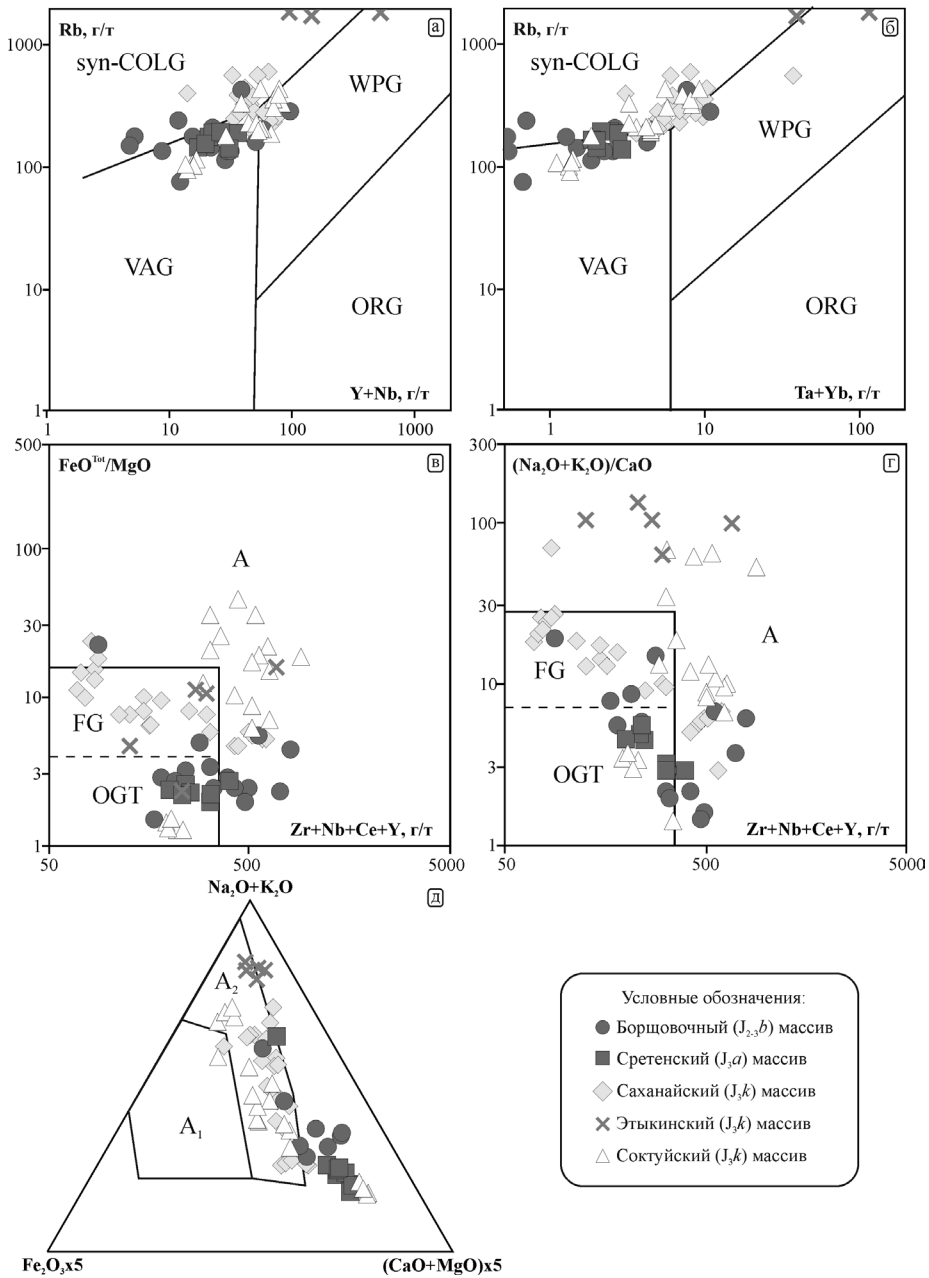 Rb, г/т
а
1000
syn-COLG
WPG
100
VAG
10
ORG
Y+Nb, г/т
1
1
10
100
1000
Rb, г/т
б
1000
syn-COLG
WPG
100
VAG
10
ORG
Ta+Yb, г/т
1
1
10
100
500
FeOᵀᵒᵗ/MgO
в
100
A
30
10
FG
3
OGT
Zr+Nb+Ce+Y, г/т
1
50
500
5000
300
(Na₂O+K₂O)/CaO
г
100
30
A
FG
10
3
OGT
Zr+Nb+Ce+Y, г/т
1
50
500
5000
Na₂O+K₂O
д
A₂
A₁
Fe₂O₃x5
(CaO+MgO)x5
Условные обозначения:
Борщовочный (J₂₋₃b) массив
Сретенский (J₃a) массив
Саханайский (J₃k) массив
Этыкинский (J₃k) массив
Соктуйский (J₃k) массив